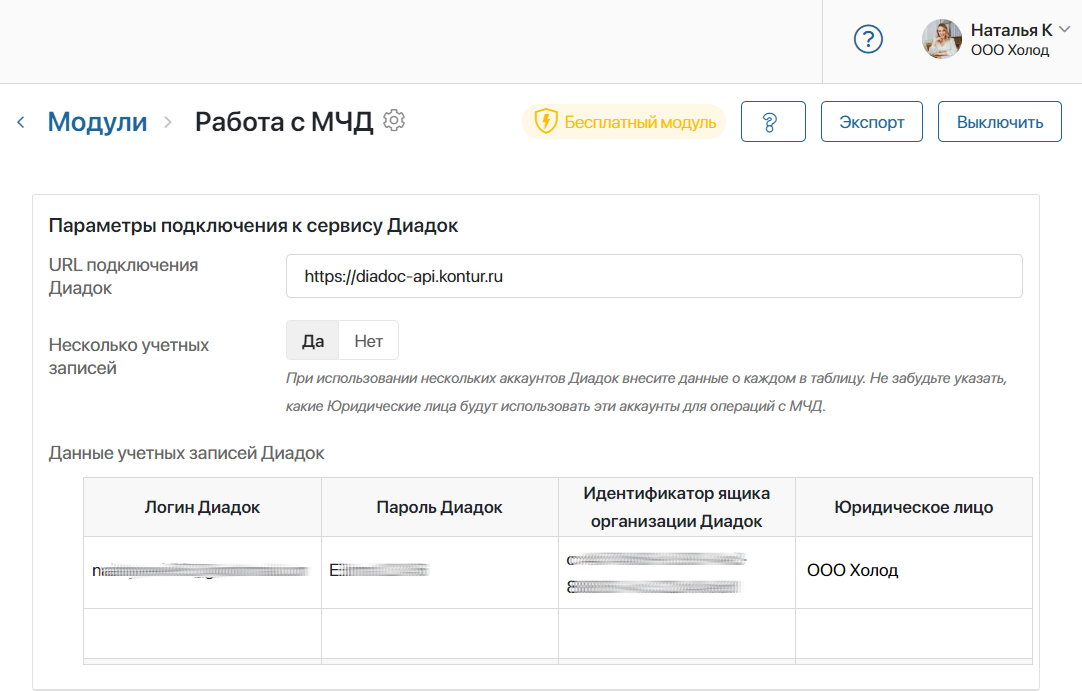 Наталья К
ООО Холод
Модули
Работа с МЧД
Бесплатный модуль
?
Экспорт
Выключить
Параметры подключения к сервису Диадок
URL подключения
Диадок
https://diadoc-api.kontur.ru
Несколько учетных
записей
Да Нет
При использовании нескольких аккаунтов Диадок внесите данные о каждом в таблицу. Не забудьте указать,
какие Юридические лица будут использовать эти аккаунты для операций с МЧД.
Данные учетных записей Диадок
Логин Диадок
Пароль Диадок
Идентификатор ящика
организации Диадок
Юридическое лицо
ООО Холод